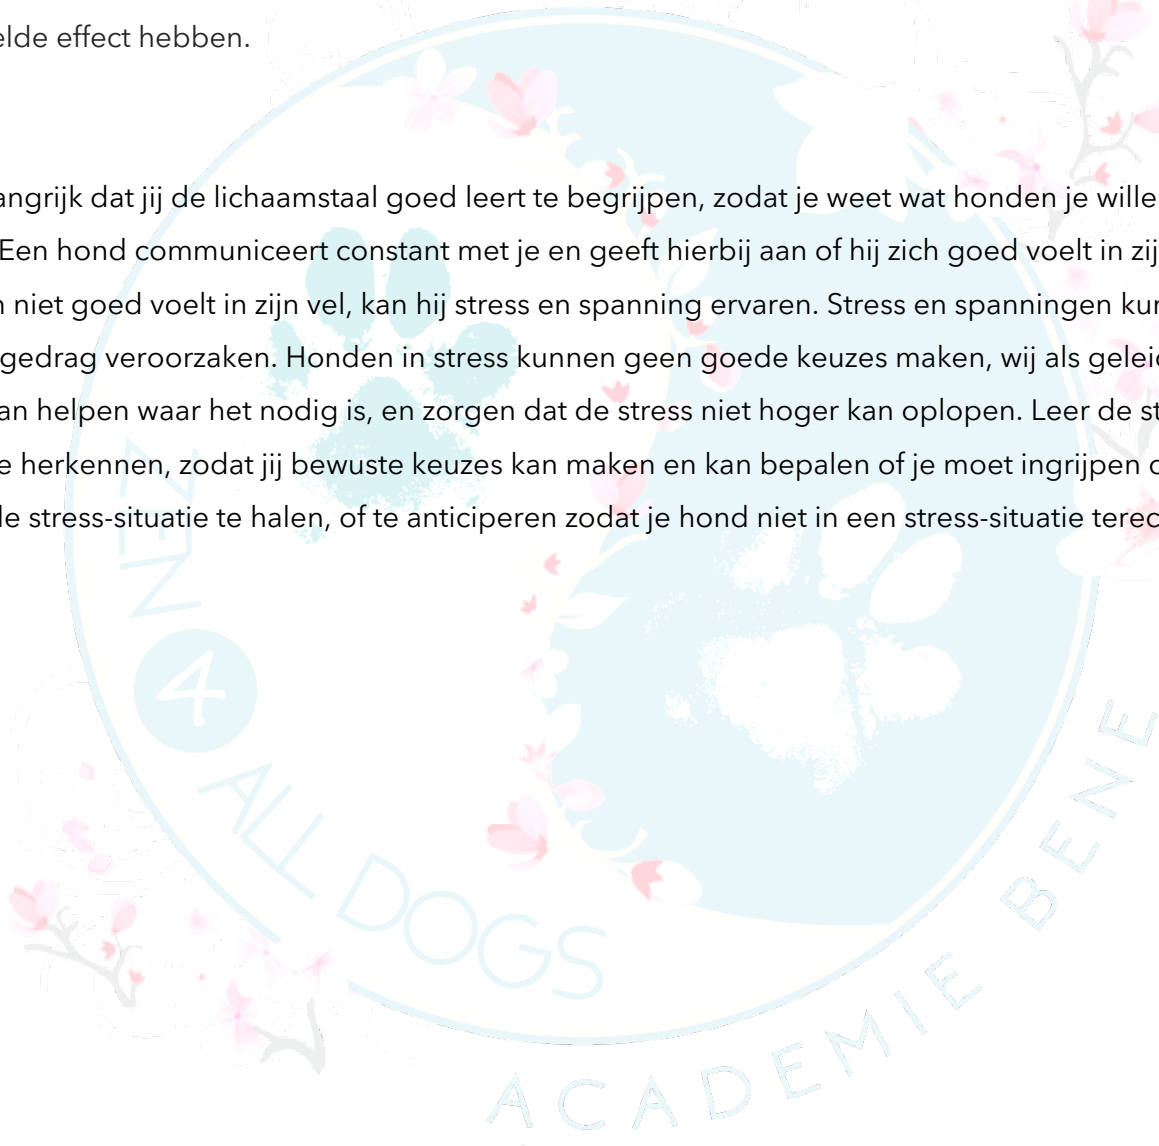 elde effect hebben.
angrijk dat jij de lichaamstaal goed leert te begrijpen, zodat je weet wat honden je wille
Een hond communiceert constant met je en geeft hierbij aan of hij zich goed voelt in zij
n niet goed voelt in zijn vel, kan hij stress en spanning ervaren. Stress en spanningen kun
gedrag veroorzaken. Honden in stress kunnen geen goede keuzes maken, wij als geleid
an helpen waar het nodig is, en zorgen dat de stress niet hoger kan oplopen. Leer de st
e herkennen, zodat jij bewuste keuzes kan maken en kan bepalen of je moet ingrijpen o
de stress-situatie te halen, of te anticiperen zodat je hond niet in een stress-situatie terec
ZEN 4 ALL DOGS
ACADEMIE BENE